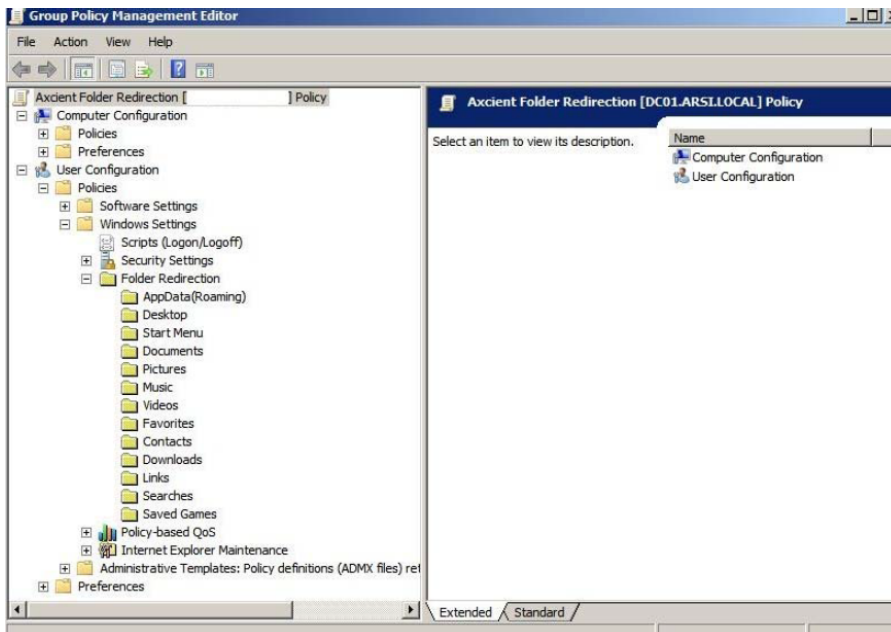 Group Policy Management Editor
File Action View Help
Axcient Folder Redirection [ ] Policy
Computer Configuration
Policies
Preferences
User Configuration
Policies
Software Settings
Windows Settings
Scripts (Logon/Logoff)
Security Settings
Folder Redirection
AppData(Roaming)
Desktop
Start Menu
Documents
Pictures
Music
Videos
Favorites
Contacts
Downloads
Links
Searches
Saved Games
Policy-based QoS
Internet Explorer Maintenance
Administrative Templates: Policy definitions (ADMX files) ret
Preferences
Axcient Folder Redirection [DC01.ARSI.LOCAL] Policy
Select an item to view its description.
Name
Computer Configuration
User Configuration
Extended Standard